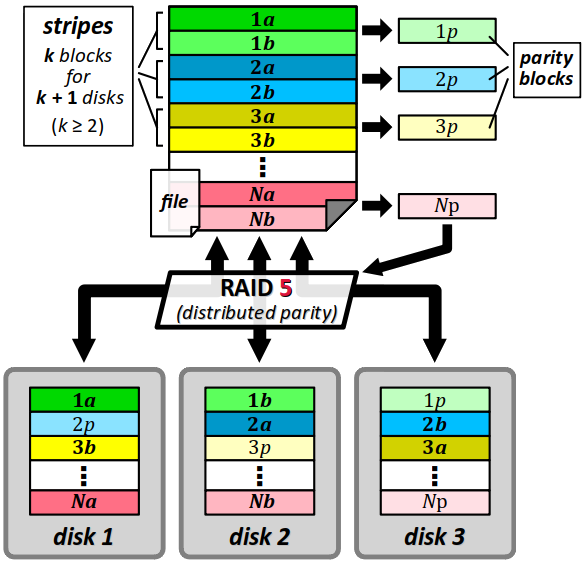 stripes
k blocks
for
k + 1 disks
(k ≥ 2)
1a
1b
2a
2b
3a
3b
⋮
Na
Nb
file
1p
2p
3p
Np
parity
blocks
RAID 5
(distributed parity)
1a
2p
3b
⋮
Na
disk 1
1b
2a
3p
⋮
Nb
disk 2
1p
2b
3a
⋮
Np
disk 3